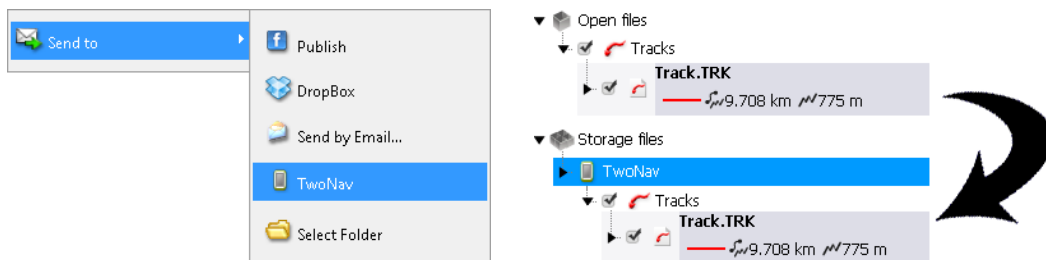 Send to
Publish
DropBox
Send by Email...
TwoNav
Select Folder
Open files
Tracks
Track.TRK
9.708 km 775 m
Storage files
TwoNav
Tracks
Track.TRK
9.708 km 775 m